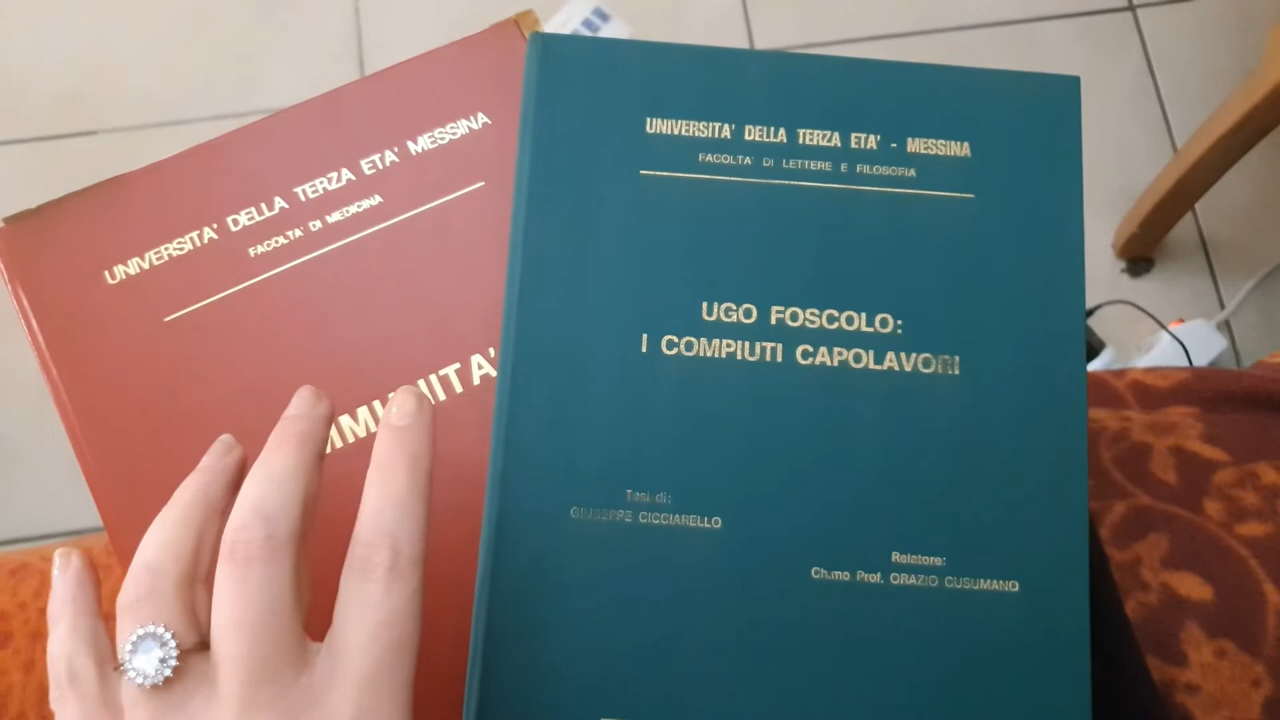 UNIVERSITA' DELLA TERZA ETA' MESSINA
FACOLTA' DI MEDICINA
UNIVERSITA' DELLA TERZA ETA' - MESSINA
FACOLTA' DI LETTERE E FILOSOFIA
UGO FOSCOLO:
I COMPIUTI CAPOLAVORI
Tesi di:
GIUSEPPE CICCIARELLO
Relatore:
Ch.mo Prof. ORAZIO CUSUMANO